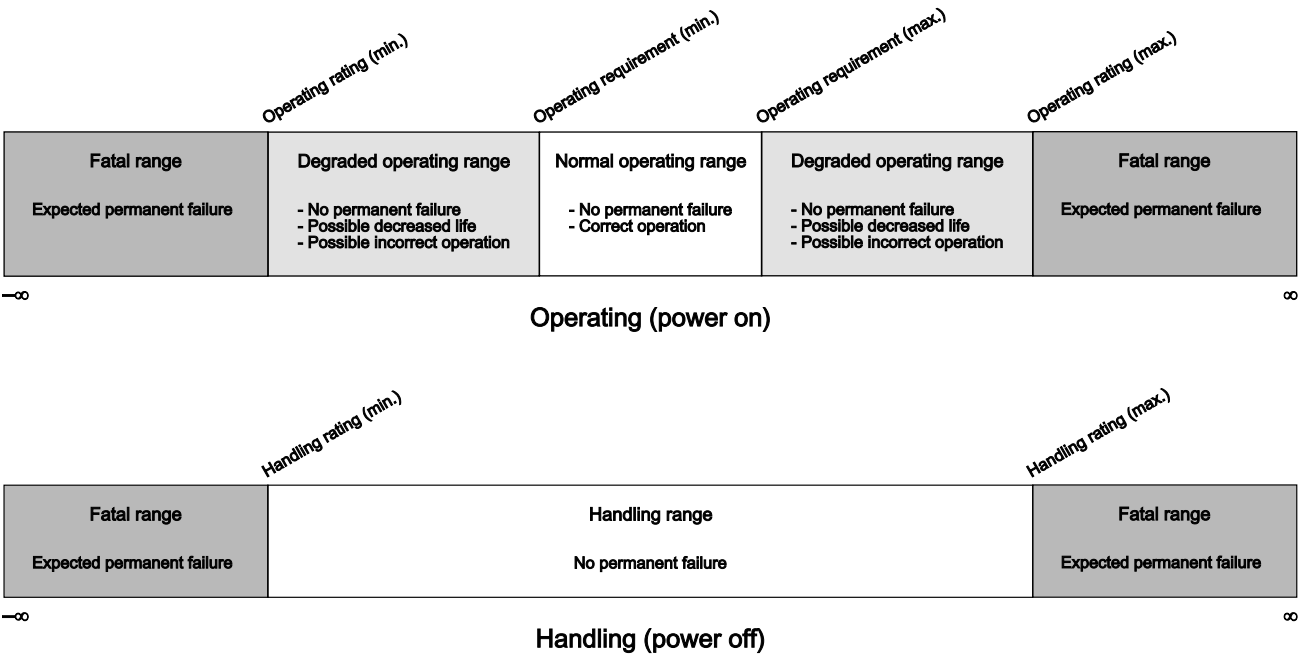 Operating rating (min.)
Operating requirement (min.)
Operating requirement (max.)
Operating rating (max.)
Fatal range
Degraded operating range
Normal operating range
Degraded operating range
Fatal range
Expected permanent failure
- No permanent failure
- Possible decreased life
- Possible incorrect operation
- No permanent failure
- Correct operation
- No permanent failure
- Possible decreased life
- Possible incorrect operation
Expected permanent failure
–∞
∞
Operating (power on)
Handling rating (min.)
Handling rating (max.)
Fatal range
Handling range
Fatal range
Expected permanent failure
No permanent failure
Expected permanent failure
–∞
∞
Handling (power off)